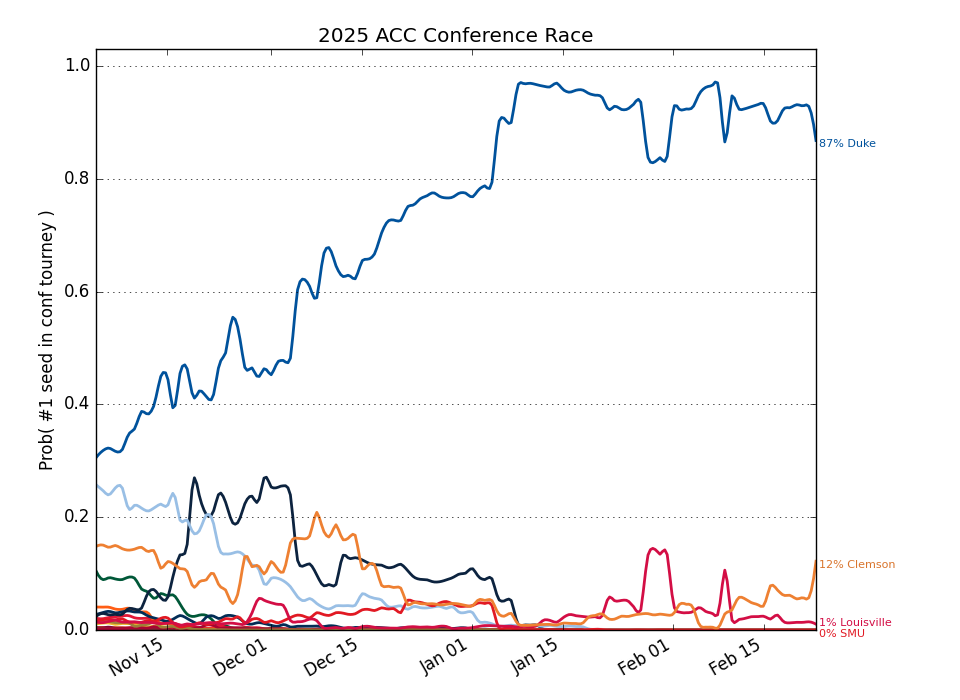 2025 ACC Conference Race
Prob( #1 seed in conf tourney )
1.0
0.8
0.6
0.4
0.2
0.0
Nov 15
Dec 01
Dec 15
Jan 01
Jan 15
Feb 01
Feb 15
87% Duke
12% Clemson
1% Louisville
0% SMU